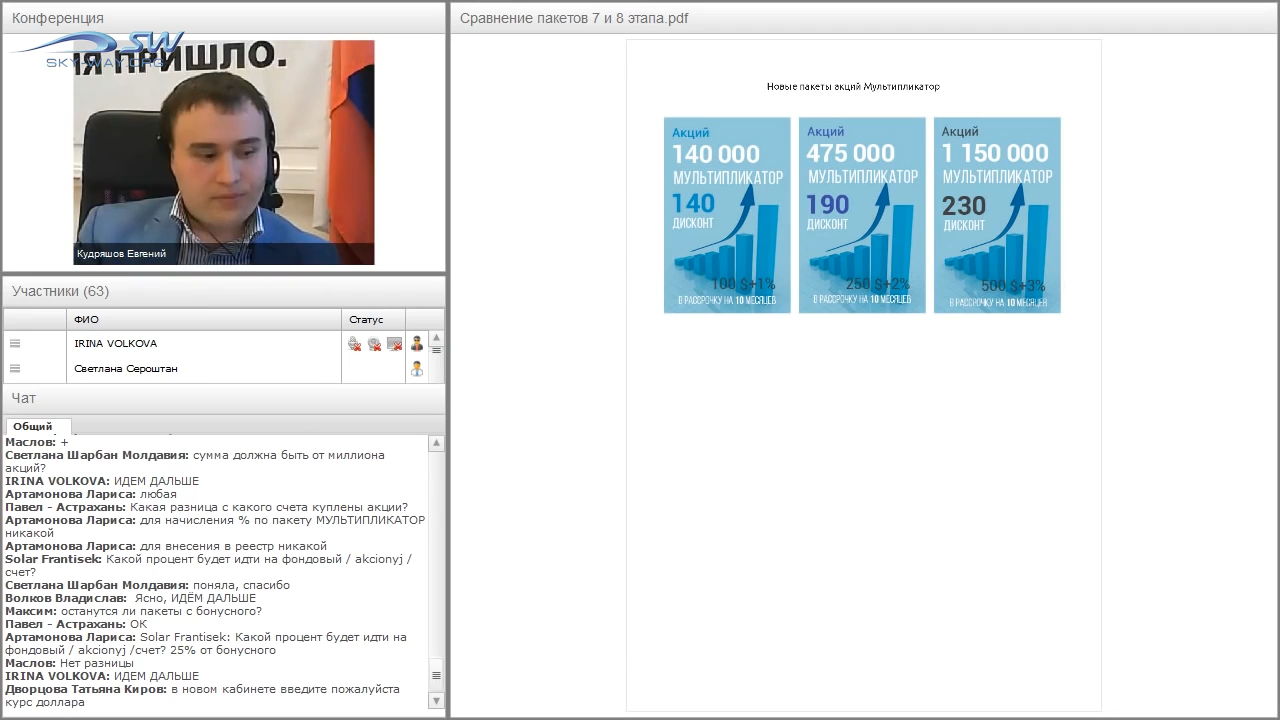 Конференция
SW
SKY-WAY.ORG
ИЯ ПРИШЛО.
Кудряшов Евгений
Участники (63)
ФИО
Статус
IRINA VOLKOVA
Светлана Сероштан
Чат
Общий
Маслов: +
Светлана Шарбан Молдавия: сумма должна быть от миллиона
акций?
IRINA VOLKOVA: ИДЕМ ДАЛЬШЕ
Артамонова Лариса: любая
Павел - Астрахань: Какая разница с какого счета куплены акции?
Артамонова Лариса: для начисления % по пакету МУЛЬТИПЛИКАТОР
никакой
Артамонова Лариса: для внесения в реестр никакой
Solar Frantisek: Какой процент будет идти на фондовый / akcionyj /
счет?
Светлана Шарбан Молдавия: поняла, спасибо
Волков Владислав: Ясно, ИДЁМ ДАЛЬШЕ
Максим: останутся ли пакеты с бонусного?
Павел - Астрахань: ОК
Артамонова Лариса: Solar Frantisek: Какой процент будет идти на
фондовый / akcionyj /счет? 25% от бонусного
Маслов: Нет разницы
IRINA VOLKOVA: ИДЕМ ДАЛЬШЕ
Дворцова Татьяна Киров: в новом кабинете введите пожалуйста
курс доллара
Сравнение пакетов 7 и 8 этапа.pdf
Новые пакеты акций Мультипликатор
Акций
140 000
МУЛЬТИПЛИКАТОР
140
ДИСКОНТ
100 $+1%
В РАССРОЧКУ НА 10 МЕСЯЦЕВ
Акций
475 000
МУЛЬТИПЛИКАТОР
190
ДИСКОНТ
250 $+2%
В РАССРОЧКУ НА 10 МЕСЯЦЕВ
Акций
1 150 000
МУЛЬТИПЛИКАТОР
230
ДИСКОНТ
500 $+3%
В РАССРОЧКУ НА 10 МЕСЯЦЕВ